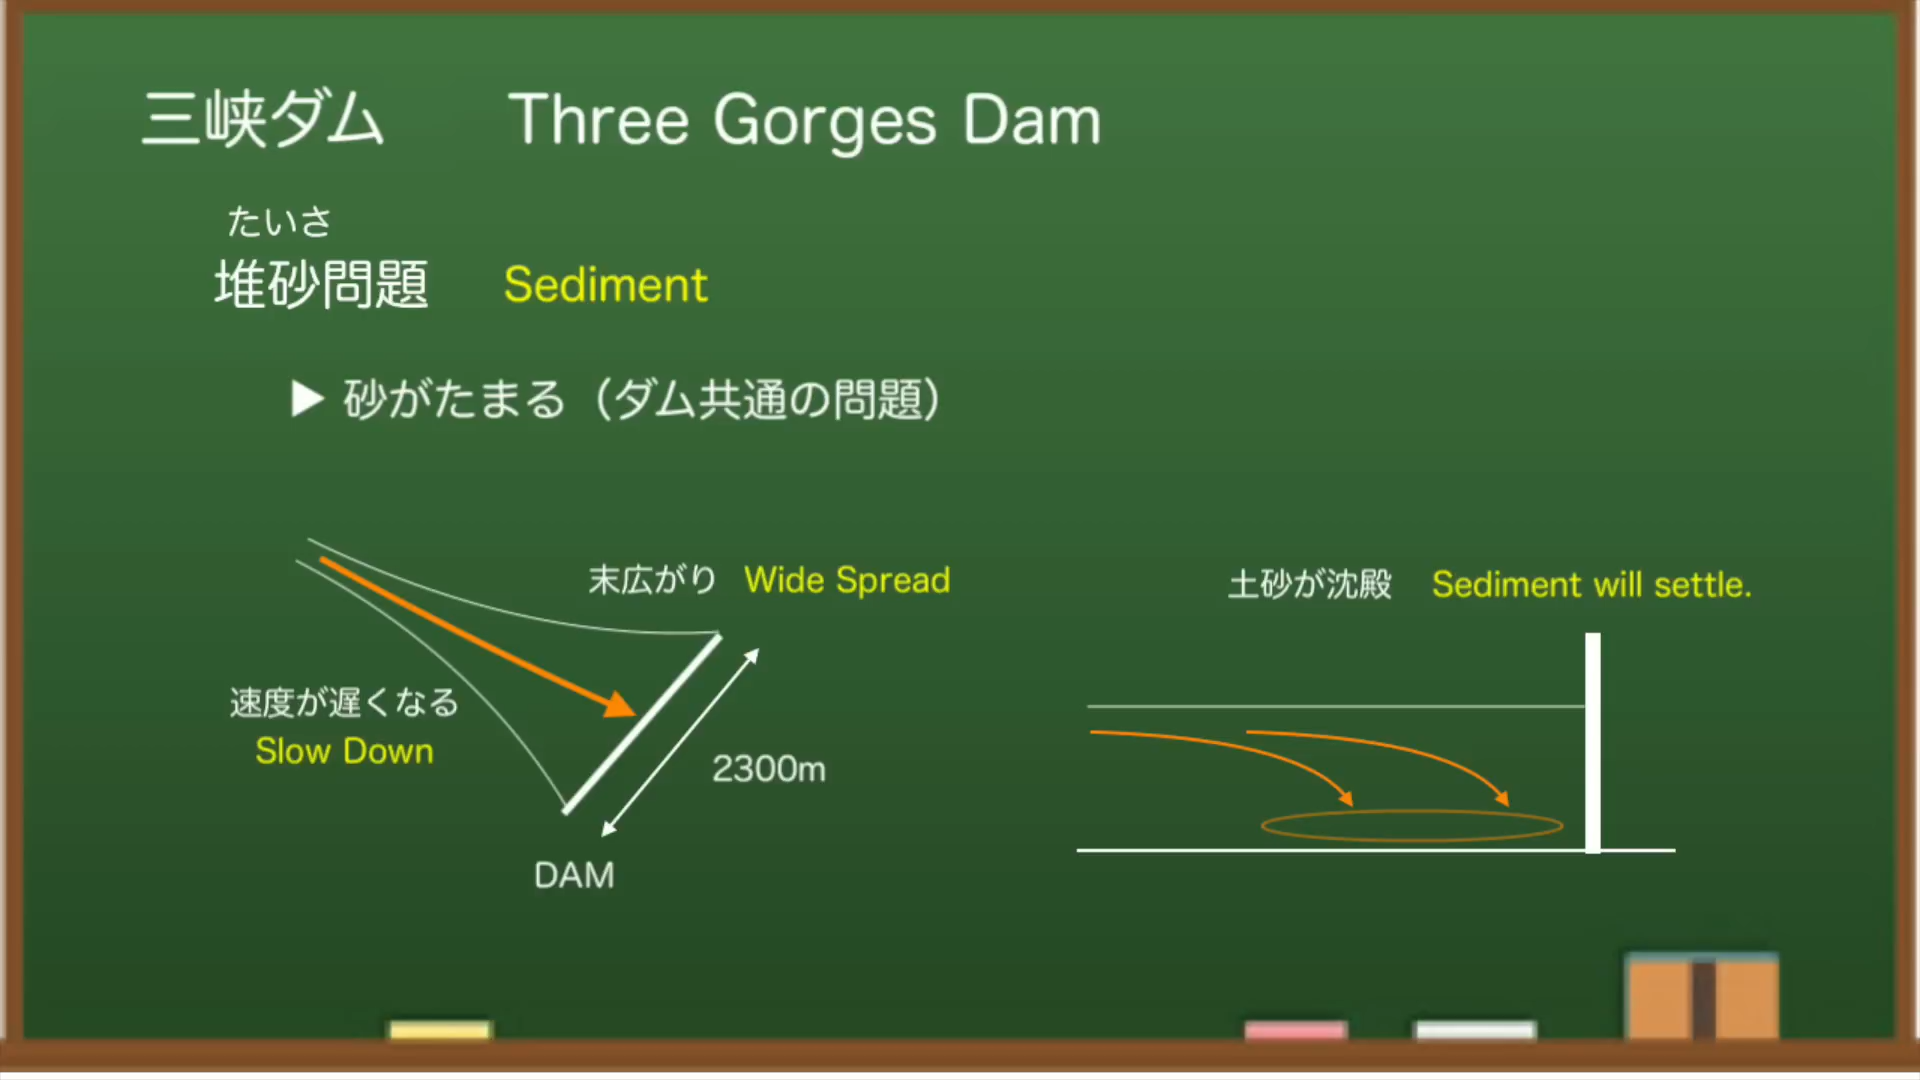 三峡ダム Three Gorges Dam
たいさ
堆砂問題 Sediment
▶ 砂がたまる（ダム共通の問題）
末広がり Wide Spread
速度が遅くなる
Slow Down
2300m
DAM
土砂が沈殿 Sediment will settle.